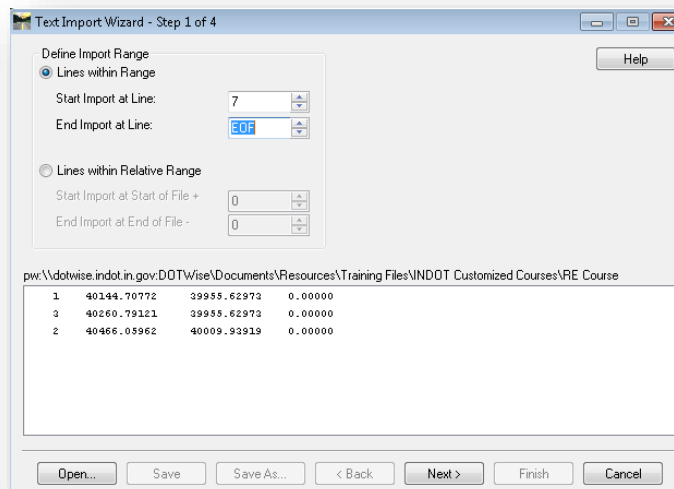 Text Import Wizard - Step 1 of 4
Define Import Range
Help
Lines within Range
Start Import at Line: 7
End Import at Line: EOF
Lines within Relative Range
Start Import at Start of File + 0
End Import at End of File - 0
pw:\\dotwise.indot.in.gov:DOTWise\Documents\Resources\Training Files\INDOT Customized Courses\RE Course
1 40144.70772 39955.62973 0.00000
3 40260.79121 39955.62973 0.00000
2 40466.05962 40009.93919 0.00000
Open... Save Save As... < Back Next > Finish Cancel